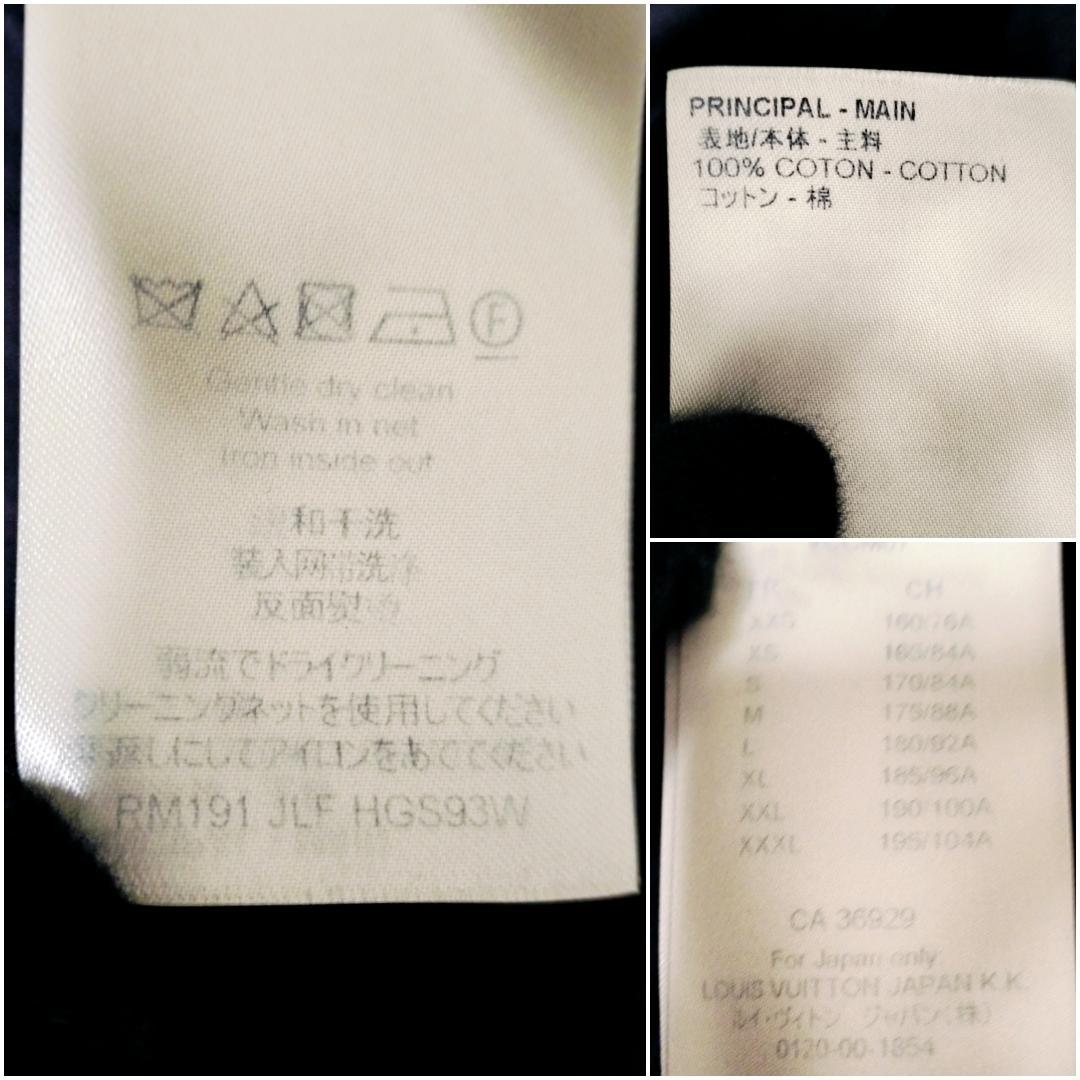 Gentle dry clean
Wash in net
Iron inside out
和干洗
装入网带洗净
反面熨烫
弱流でドライクリーニング
クリーニングネットを使用してください
裏返しにしてアイロンをあててください
RM191 JLF HGS93W
PRINCIPAL - MAIN
表地/本体 - 主料
100% COTON - COTTON
コットン - 棉
FR CH
XXS 160/76A
XS 165/84A
S 170/84A
M 175/88A
L 180/92A
XL 185/96A
XXL 190/100A
XXXL 195/104A
CA 36929
For Japan only:
LOUIS VUITTON JAPAN K.K.
ルイ・ヴィトン ジャパン(株)
0120-00-1854